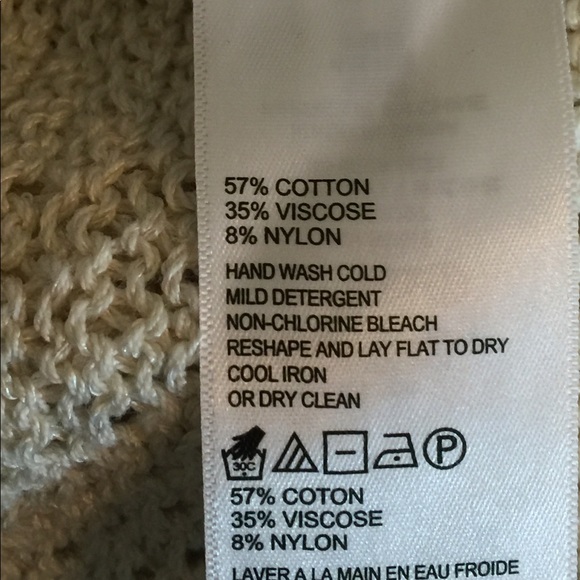 57% COTTON
35% VISCOSE
8% NYLON
HAND WASH COLD
MILD DETERGENT
NON-CHLORINE BLEACH
RESHAPE AND LAY FLAT TO DRY
COOL IRON
OR DRY CLEAN
30C P
57% COTON
35% VISCOSE
8% NYLON
LAVER A LA MAIN EN EAU FROIDE